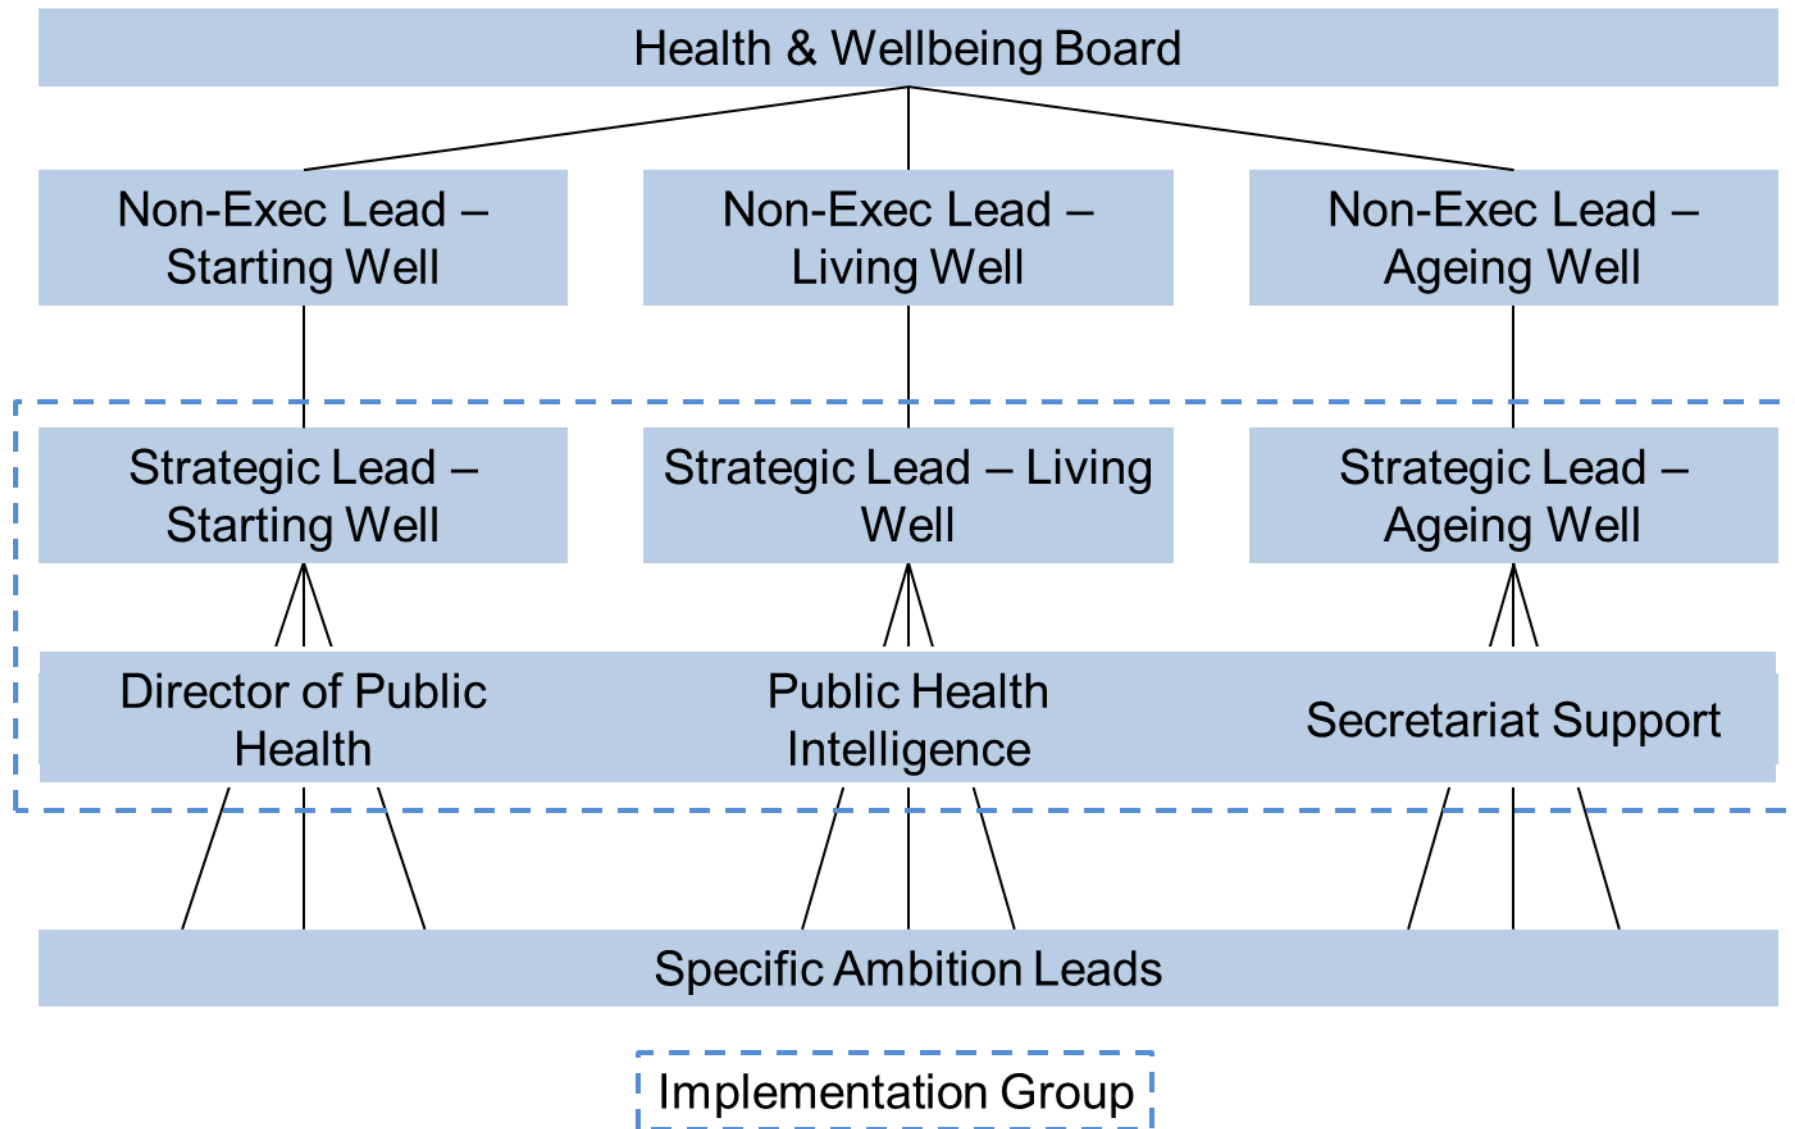 Health & Wellbeing Board
Non-Exec Lead –
Starting Well
Non-Exec Lead –
Living Well
Non-Exec Lead –
Ageing Well
Strategic Lead –
Starting Well
Strategic Lead – Living
Well
Strategic Lead –
Ageing Well
Director of Public
Health
Public Health
Intelligence
Secretariat Support
Specific Ambition Leads
Implementation Group